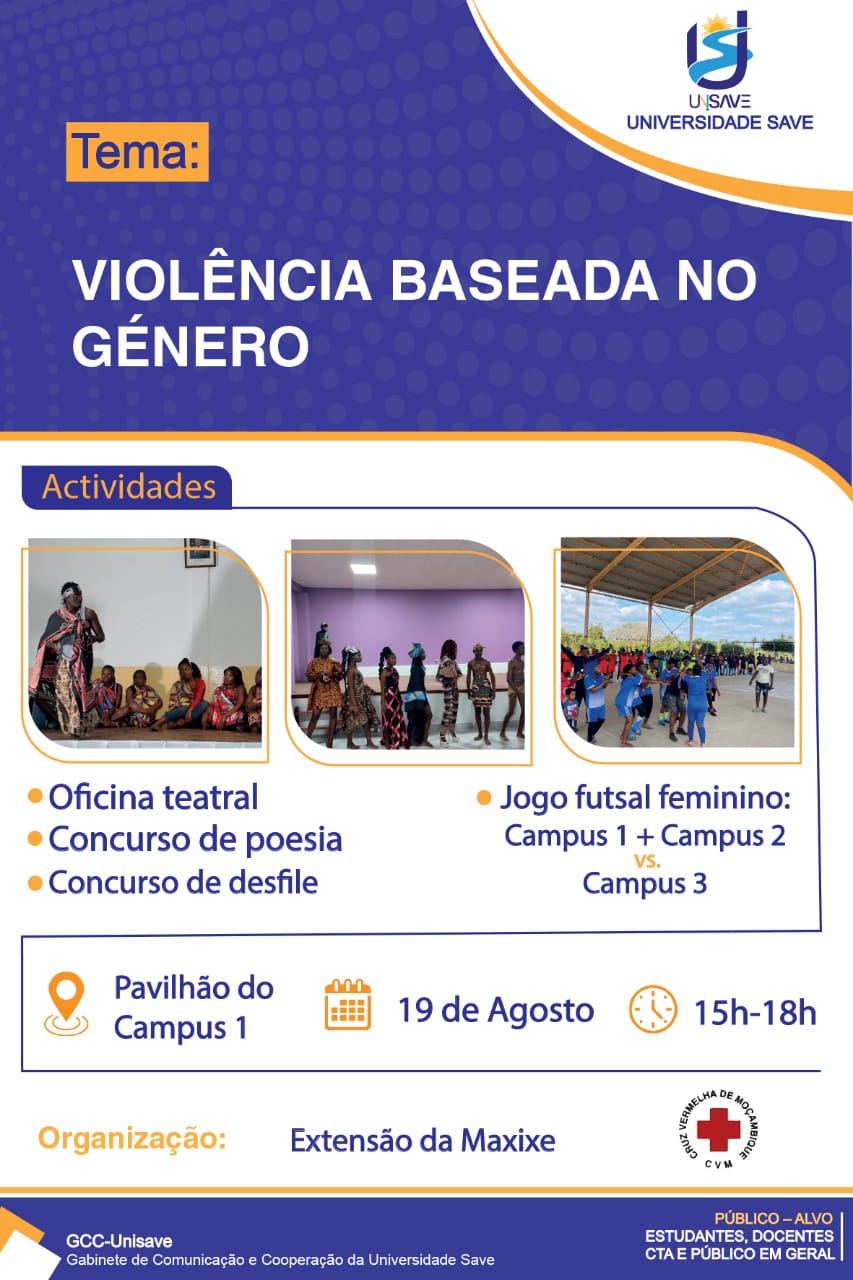 UNISAVE
UNIVERSIDADE SAVE
Tema:
VIOLÊNCIA BASEADA NO
GÉNERO
Actividades
Oficina teatral
Concurso de poesia
Concurso de desfile
Jogo futsal feminino:
Campus 1 + Campus 2
vs.
Campus 3
Pavilhão do
Campus 1
19 de Agosto
15h-18h
Organização:
Extensão da Maxixe
CRUZ VERMELHA DE MOÇAMBIQUE
CVM
GCC-Unisave
Gabinete de Comunicação e Cooperação da Universidade Save
PÚBLICO – ALVO
ESTUDANTES, DOCENTES
CTA E PÚBLICO EM GERAL